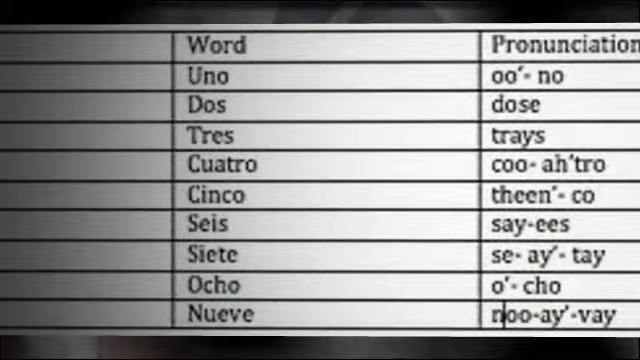 Word Pronunciation
Uno oo'- no
Dos dose
Tres trays
Cuatro coo- ah'tro
Cinco theen'- co
Seis say-ees
Siete se- ay'- tay
Ocho o'- cho
Nueve noo-ay'-vay